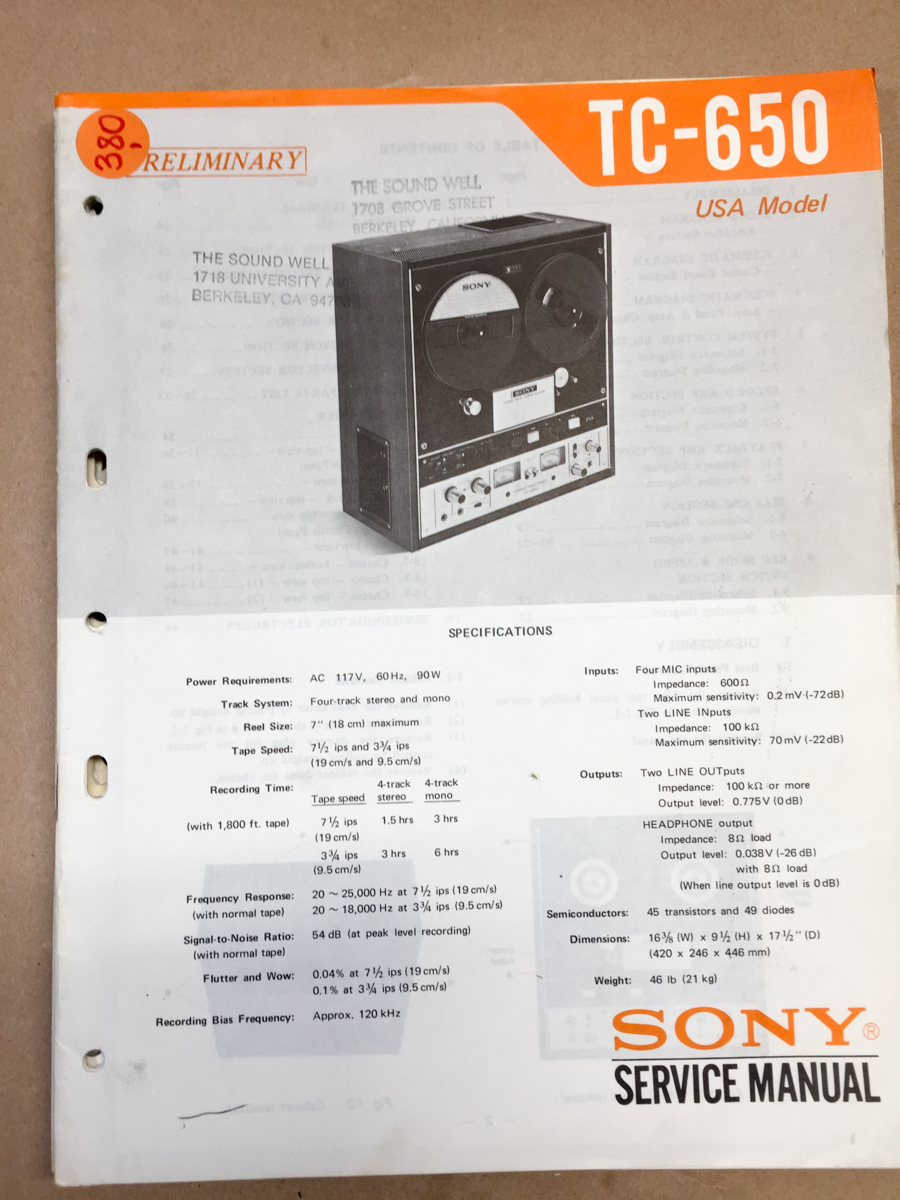 TC-650
380,
PRELIMINARY
USA Model
THE SOUND WELL
1708 GROVE STREET
BERKELEY, CALIFORNIA
THE SOUND WELL
1718 UNIVERSITY AVE
BERKELEY, CA
SONY
SONY
SPECIFICATIONS
Power Requirements: AC 117V, 60Hz, 90W
Track System: Four-track stereo and mono
Reel Size: 7" (18 cm) maximum
Tape Speed: 7½ ips and 3¾ ips
(19 cm/s and 9.5 cm/s)
Recording Time: 4-track 4-track
Tape speed stereo mono
(with 1,800 ft. tape) 7½ ips 1.5 hrs 3 hrs
(19 cm/s)
3¾ ips 3 hrs 6 hrs
(9.5 cm/s)
Frequency Response: 20 ~ 25,000 Hz at 7½ ips (19 cm/s)
(with normal tape) 20 ~ 18,000 Hz at 3¾ ips (9.5 cm/s)
Signal-to-Noise Ratio: 54 dB (at peak level recording)
(with normal tape)
Flutter and Wow: 0.04% at 7½ ips (19 cm/s)
0.1% at 3¾ ips (9.5 cm/s)
Recording Bias Frequency: Approx. 120 kHz
Inputs: Four MIC inputs
Impedance: 600Ω
Maximum sensitivity: 0.2 mV (-72dB)
Two LINE INputs
Impedance: 100 kΩ
Maximum sensitivity: 70 mV (-22dB)
Outputs: Two LINE OUTputs
Impedance: 100 kΩ or more
Output level: 0.775 V (0 dB)
HEADPHONE output
Impedance: 8Ω load
Output level: 0.038V (-26 dB)
with 8Ω load
(When line output level is 0 dB)
Semiconductors: 45 transistors and 49 diodes
Dimensions: 16⅜ (W) x 9½ (H) x 17½" (D)
(420 x 246 x 446 mm)
Weight: 46 lb (21 kg)
SONY®
SERVICE MANUAL